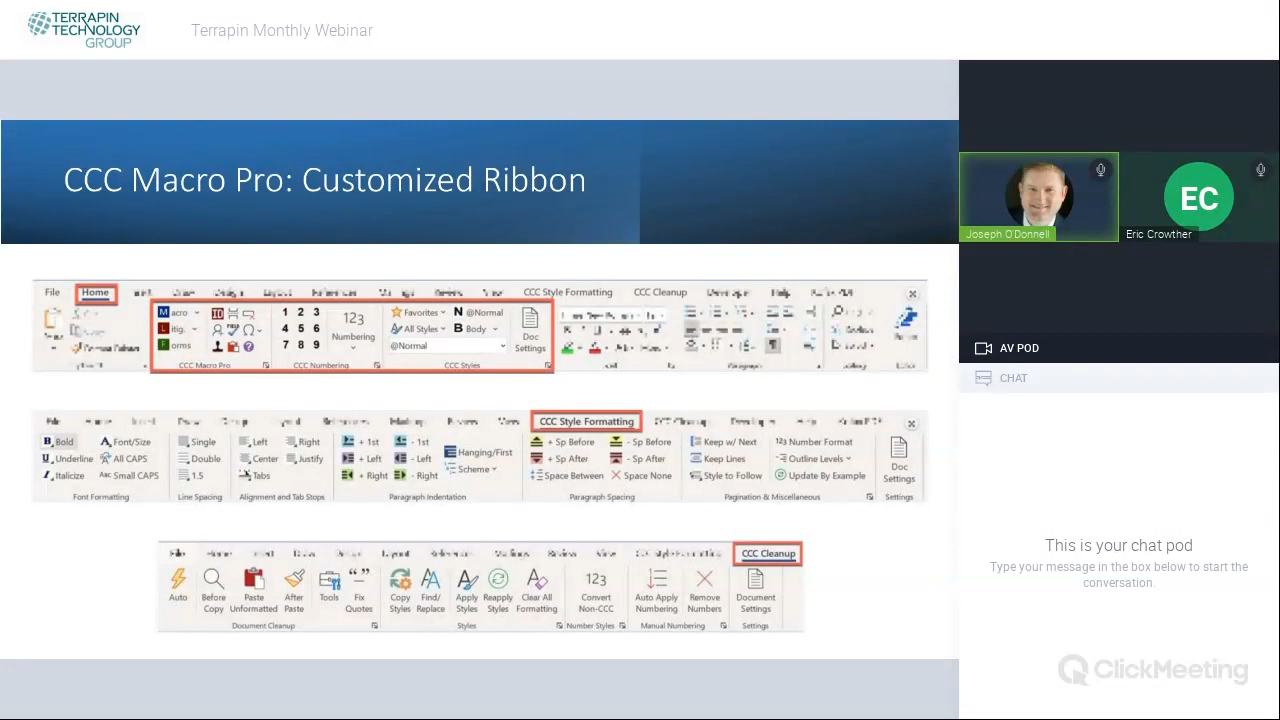 TERRAPIN
TECHNOLOGY
GROUP
Terrapin Monthly Webinar
CCC Macro Pro: Customized Ribbon
File Home CCC Style Formatting CCC Cleanup Developer Help
M acro
L itig.
F orms
CCC Macro Pro
1 2 3
4 5 6
7 8 9
123
Numbering
CCC Numbering
Favorites N @Normal
All Styles B Body
@Normal
Doc
Settings
CCC Styles
CCC Style Formatting
B Bold Font/Size
U Underline All CAPS
I Italicize Abc Small CAPS
Font Formatting
Single
Double
1.5
Line Spacing
Left Right
Center Justify
Tabs
Alignment and Tab Stops
+ 1st - 1st
+ Left - Left
+ Right - Right
Hanging/First
Scheme
Paragraph Indentation
+ Sp Before - Sp Before
+ Sp After - Sp After
Space Between Space None
Paragraph Spacing
Keep w/ Next 123 Number Format
Keep Lines Outline Levels
Style to Follow Update By Example
Pagination & Miscellaneous
Doc
Settings
Settings
File CCC Cleanup
Auto
Before
Copy
Paste
Unformatted
After
Paste
Tools
Fix
Quotes
Document Cleanup
Copy
Styles
Find/
Replace
Apply
Styles
Reapply
Styles
Clear All
Formatting
Styles
123
Convert
Non-CCC
Number Styles
Auto Apply
Numbering
Remove
Numbers
Manual Numbering
Document
Settings
Settings
EC
Joseph O'Donnell
Eric Crowther
AV POD
CHAT
This is your chat pod
Type your message in the box below to start the
conversation.
ClickMeeting